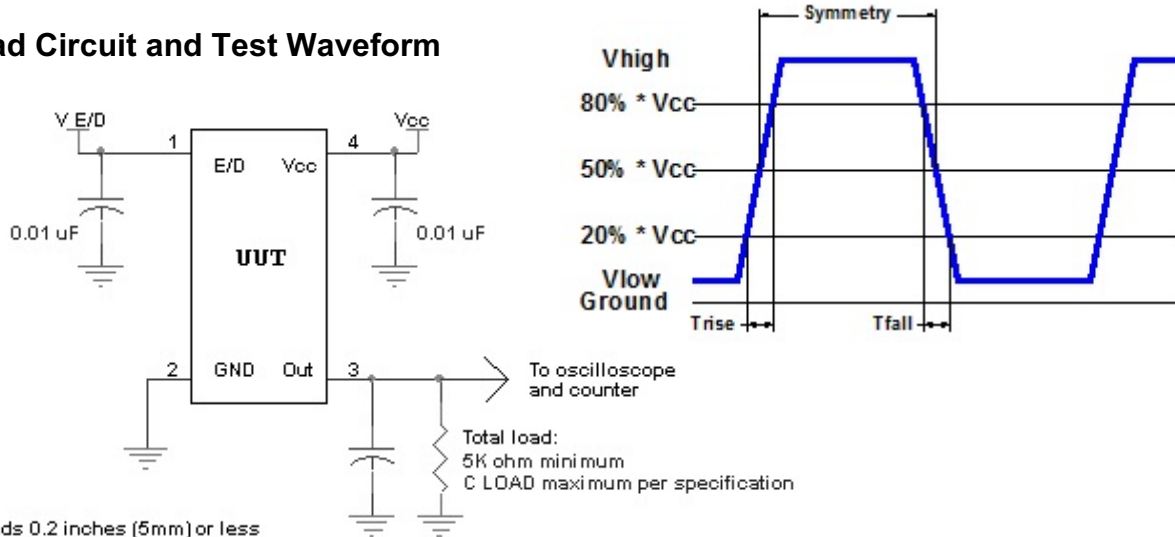 ad Circuit and Test Waveform
V E/D
1
E/D
Vcc
4
Vcc
0.01 uF
0.01 uF
UUT
2
GND
Out
3
To oscilloscope
and counter
Total load:
5K ohm minimum
C LOAD maximum per specification
ds 0.2 inches (5mm) or less
Symmetry
Vhigh
80% * Vcc
50% * Vcc
20% * Vcc
Vlow
Ground
Trise
Tfall